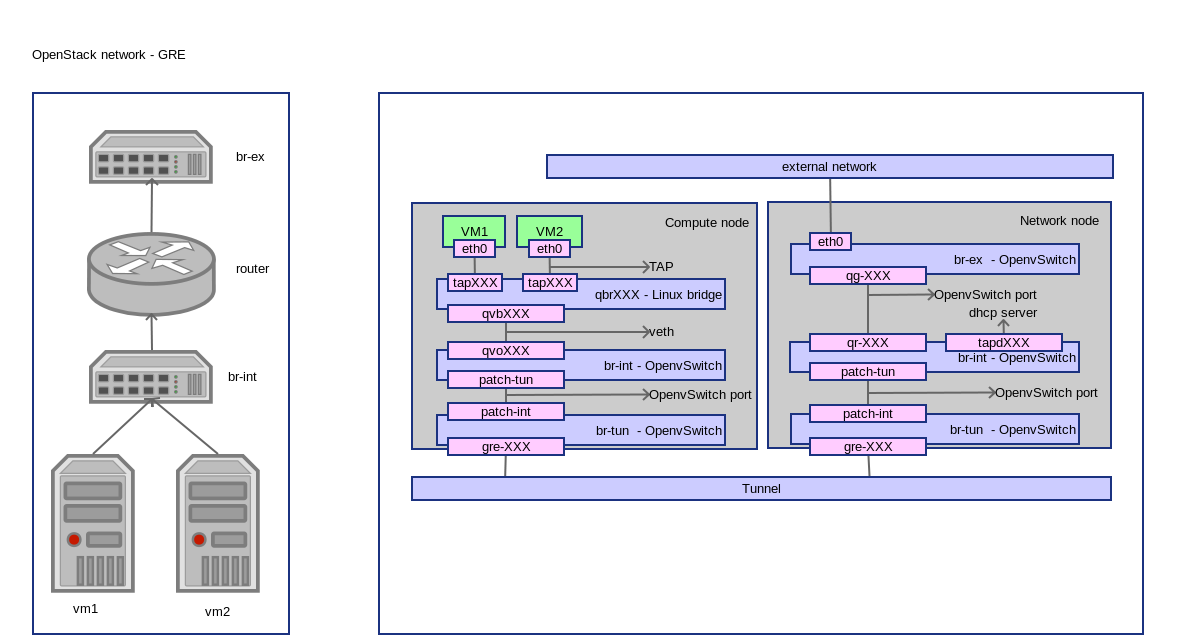 OpenStack network - GRE
br-ex
router
br-int
vm1
vm2
external network
Compute node
VM1
VM2
eth0
eth0
TAP
tapXXX
tapXXX
qbrXXX - Linux bridge
qvbXXX
veth
qvoXXX
br-int - OpenvSwitch
patch-tun
OpenvSwitch port
patch-int
br-tun - OpenvSwitch
gre-XXX
Network node
eth0
br-ex - OpenvSwitch
qg-XXX
OpenvSwitch port
dhcp server
qr-XXX
tapdXXX
br-int - OpenvSwitch
patch-tun
OpenvSwitch port
patch-int
br-tun - OpenvSwitch
gre-XXX
Tunnel